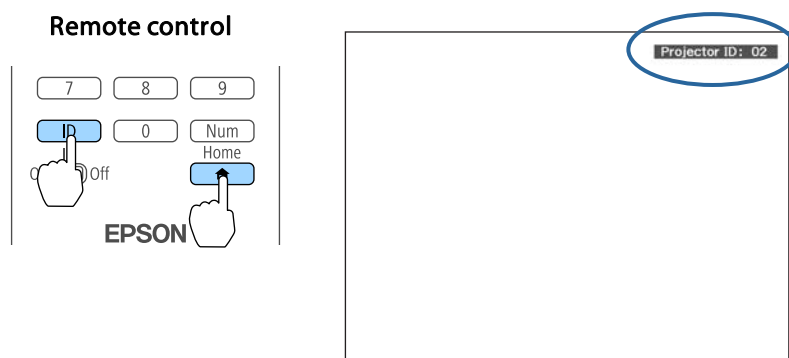 Remote control
7 8 9
ID 0 Num
Home
Off
EPSON
Projector ID: 02